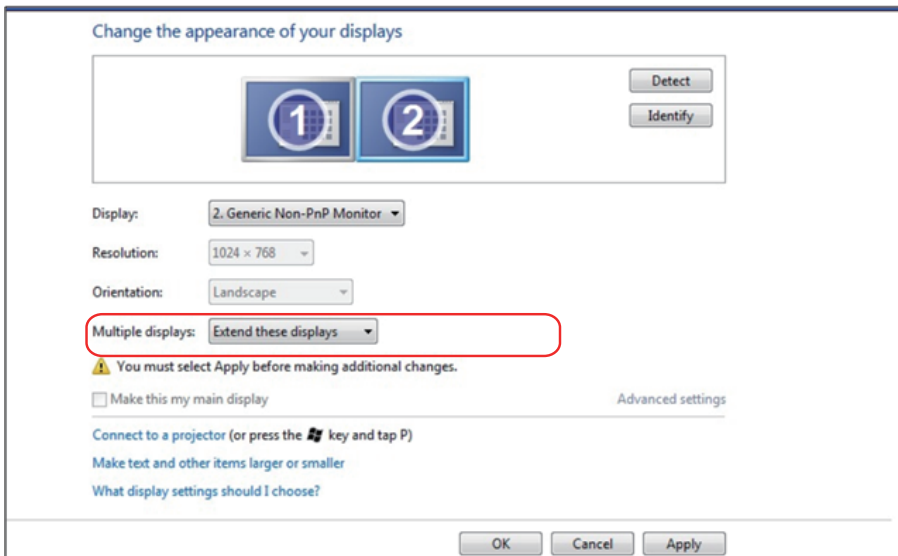 Change the appearance of your displays
1
2
Detect
Identify
Display: 2. Generic Non-PnP Monitor
Resolution: 1024 × 768
Orientation: Landscape
Multiple displays: Extend these displays
You must select Apply before making additional changes.
Make this my main display Advanced settings
Connect to a projector (or press the key and tap P)
Make text and other items larger or smaller
What display settings should I choose?
OK Cancel Apply